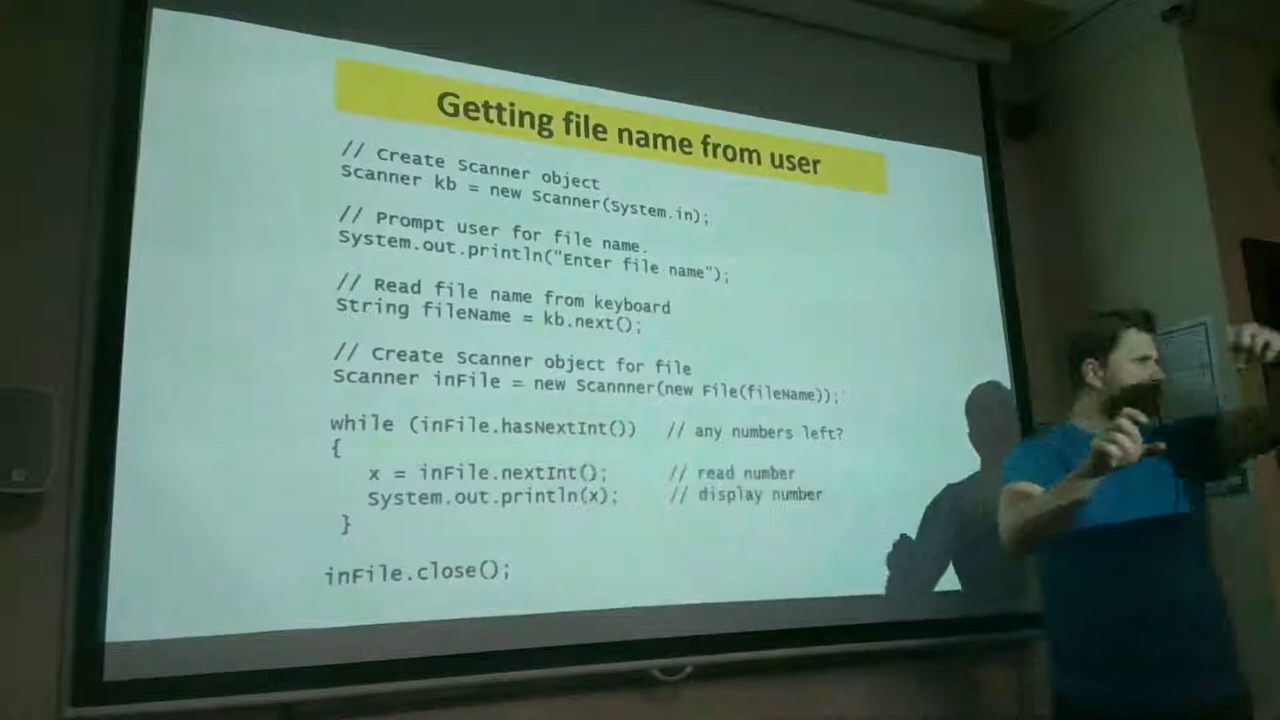 Getting file name from user
// Create Scanner object
Scanner kb = new Scanner(System.in);
// Prompt user for file name.
System.out.println("Enter file name");
// Read file name from keyboard
String fileName = kb.next();
// Create Scanner object for file
Scanner inFile = new Scannner(new File(fileName));
while (inFile.hasNextInt()) // any numbers left?
{
x = inFile.nextInt(); // read number
System.out.println(x); // display number
}
inFile.close();